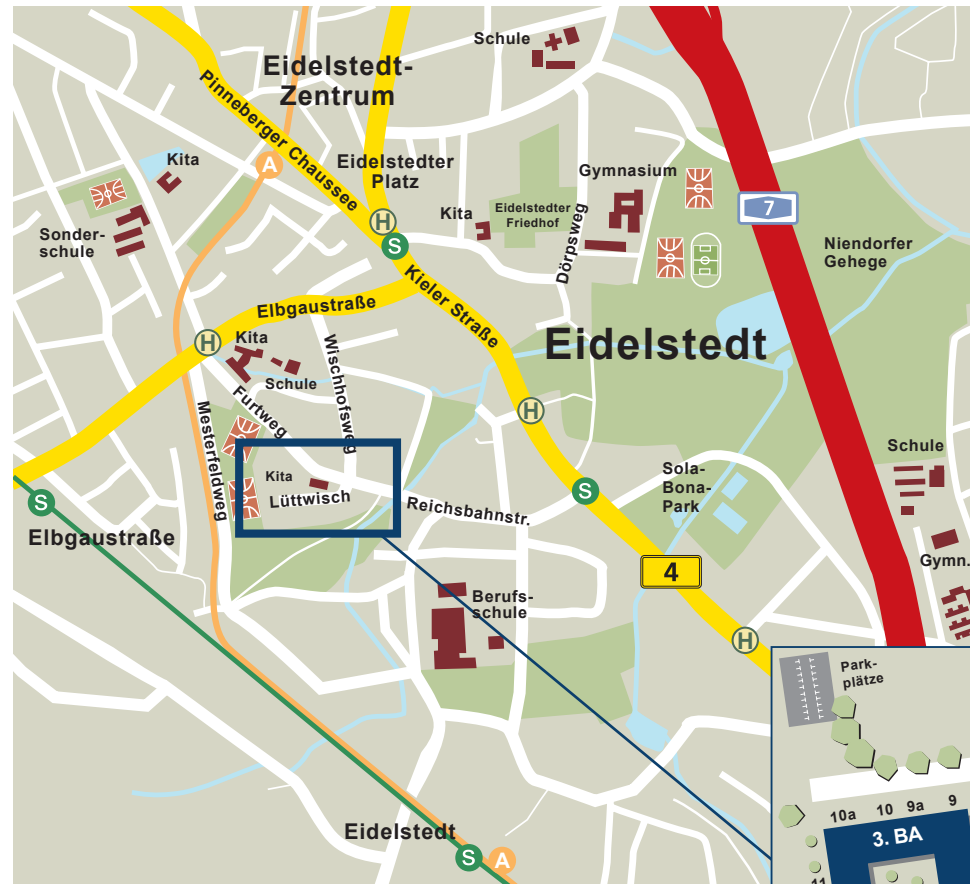 Schule
Eidelstedt-
Zentrum
Pinneberger Chaussee
Kita
A
Eidelstedter
Platz
Gymnasium
H
Kita
Eidelstedter
Friedhof
7
Sonder-
schule
S
Dörpsweg
Niendorfer
Gehege
Elbgaustraße
Kieler Straße
Eidelstedt
H
Kita
Schule
Wischhofsweg
Furtweg
Mesterfeldweg
H
Schule
Kita
Lüttwisch
Sola-
Bona-
Park
S
S
Reichsbahnstr.
Elbgaustraße
Gymn.
4
Berufs-
schule
H
Park-
plätze
10a 10 9a 9
3. BA
11
Eidelstedt
S
A